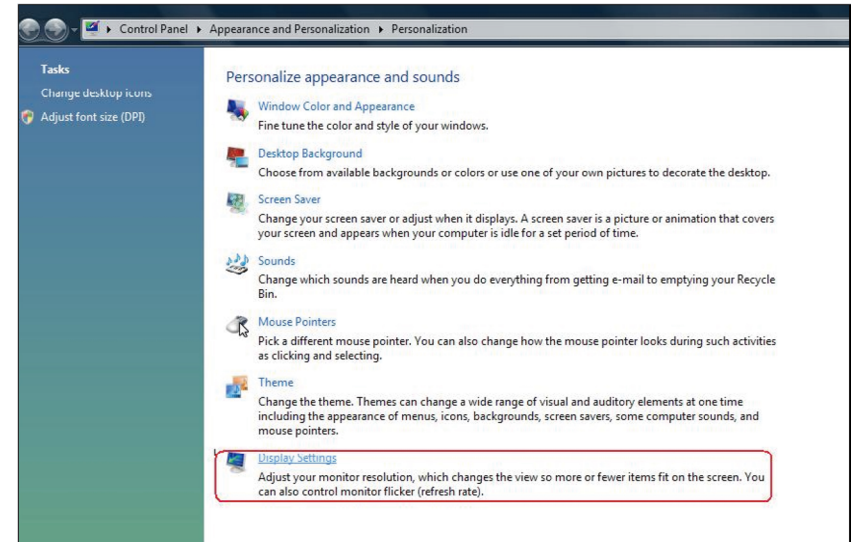 Control Panel ▸ Appearance and Personalization ▸ Personalization
Tasks
Change desktop icons
Adjust font size (DPI)
Personalize appearance and sounds
Window Color and Appearance
Fine tune the color and style of your windows.
Desktop Background
Choose from available backgrounds or colors or use one of your own pictures to decorate the desktop.
Screen Saver
Change your screen saver or adjust when it displays. A screen saver is a picture or animation that covers
your screen and appears when your computer is idle for a set period of time.
Sounds
Change which sounds are heard when you do everything from getting e-mail to emptying your Recycle
Bin.
Mouse Pointers
Pick a different mouse pointer. You can also change how the mouse pointer looks during such activities
as clicking and selecting.
Theme
Change the theme. Themes can change a wide range of visual and auditory elements at one time
including the appearance of menus, icons, backgrounds, screen savers, some computer sounds, and
mouse pointers.
Display Settings
Adjust your monitor resolution, which changes the view so more or fewer items fit on the screen. You
can also control monitor flicker (refresh rate).